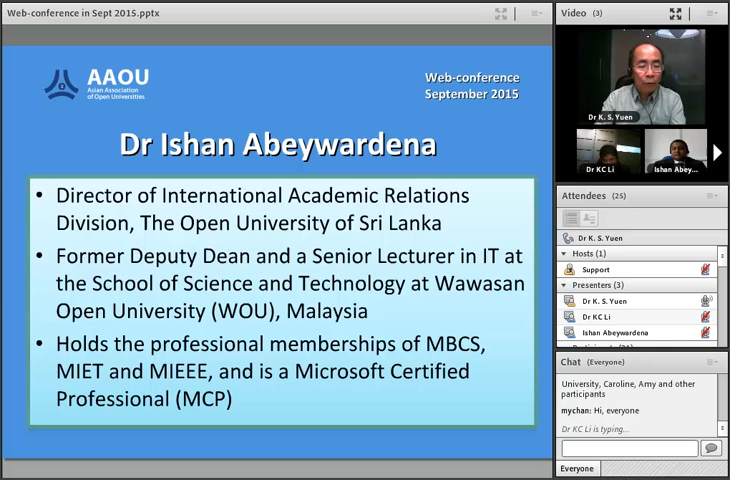 Web-conference in Sept 2015.pptx
AAOU
Asian Association
of Open Universities
Web-conference
September 2015
Dr Ishan Abeywardena
• Director of International Academic Relations
Division, The Open University of Sri Lanka
• Former Deputy Dean and a Senior Lecturer in IT at
the School of Science and Technology at Wawasan
Open University (WOU), Malaysia
• Holds the professional memberships of MBCS,
MIET and MIEEE, and is a Microsoft Certified
Professional (MCP)
Video (3)
Dr K. S. Yuen
Dr KC Li
Ishan Abey...
Attendees (25)
Dr K. S. Yuen
Hosts (1)
Support
Presenters (3)
Dr K. S. Yuen
Dr KC Li
Ishan Abeywardena
Chat (Everyone)
University, Caroline, Amy and other
participants
mychan: Hi, everyone
Dr KC Li is typing...
Everyone